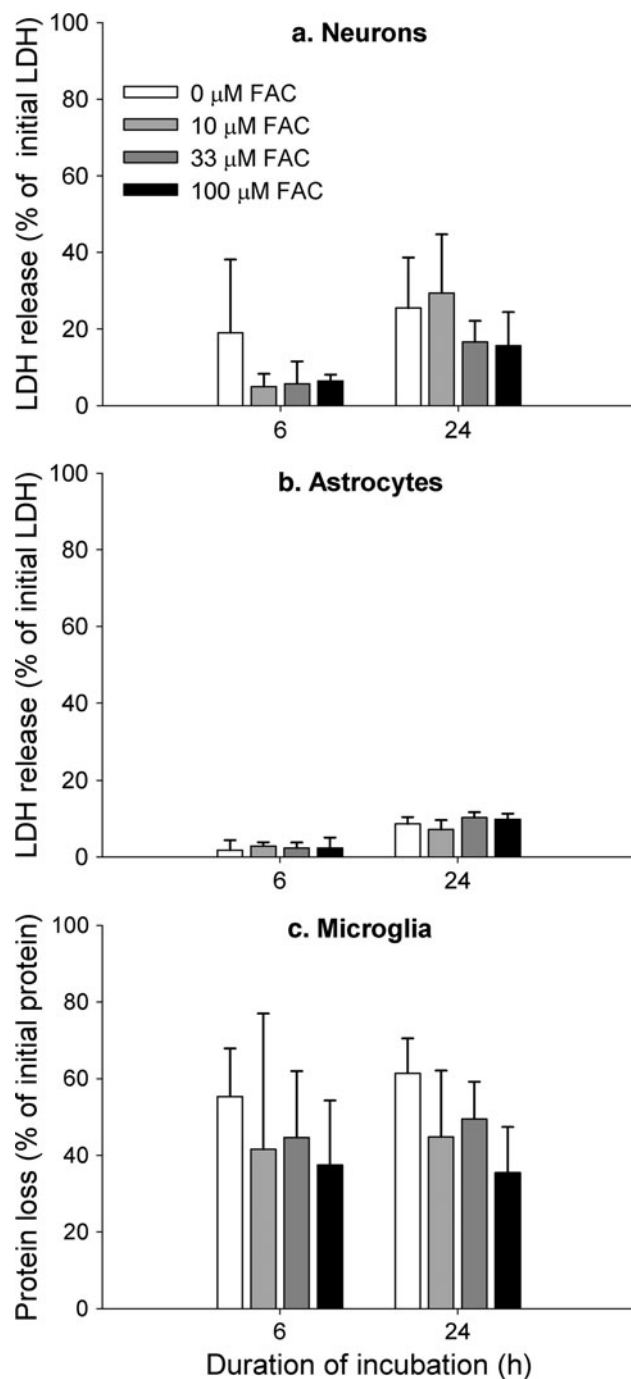 a. Neurons
LDH release (% of initial LDH)
100
80
60
40
20
0
0 μM FAC
10 μM FAC
33 μM FAC
100 μM FAC
6
24
b. Astrocytes
LDH release (% of initial LDH)
100
80
60
40
20
0
6
24
c. Microglia
Protein loss (% of initial protein)
100
80
60
40
20
0
6
24
Duration of incubation (h)